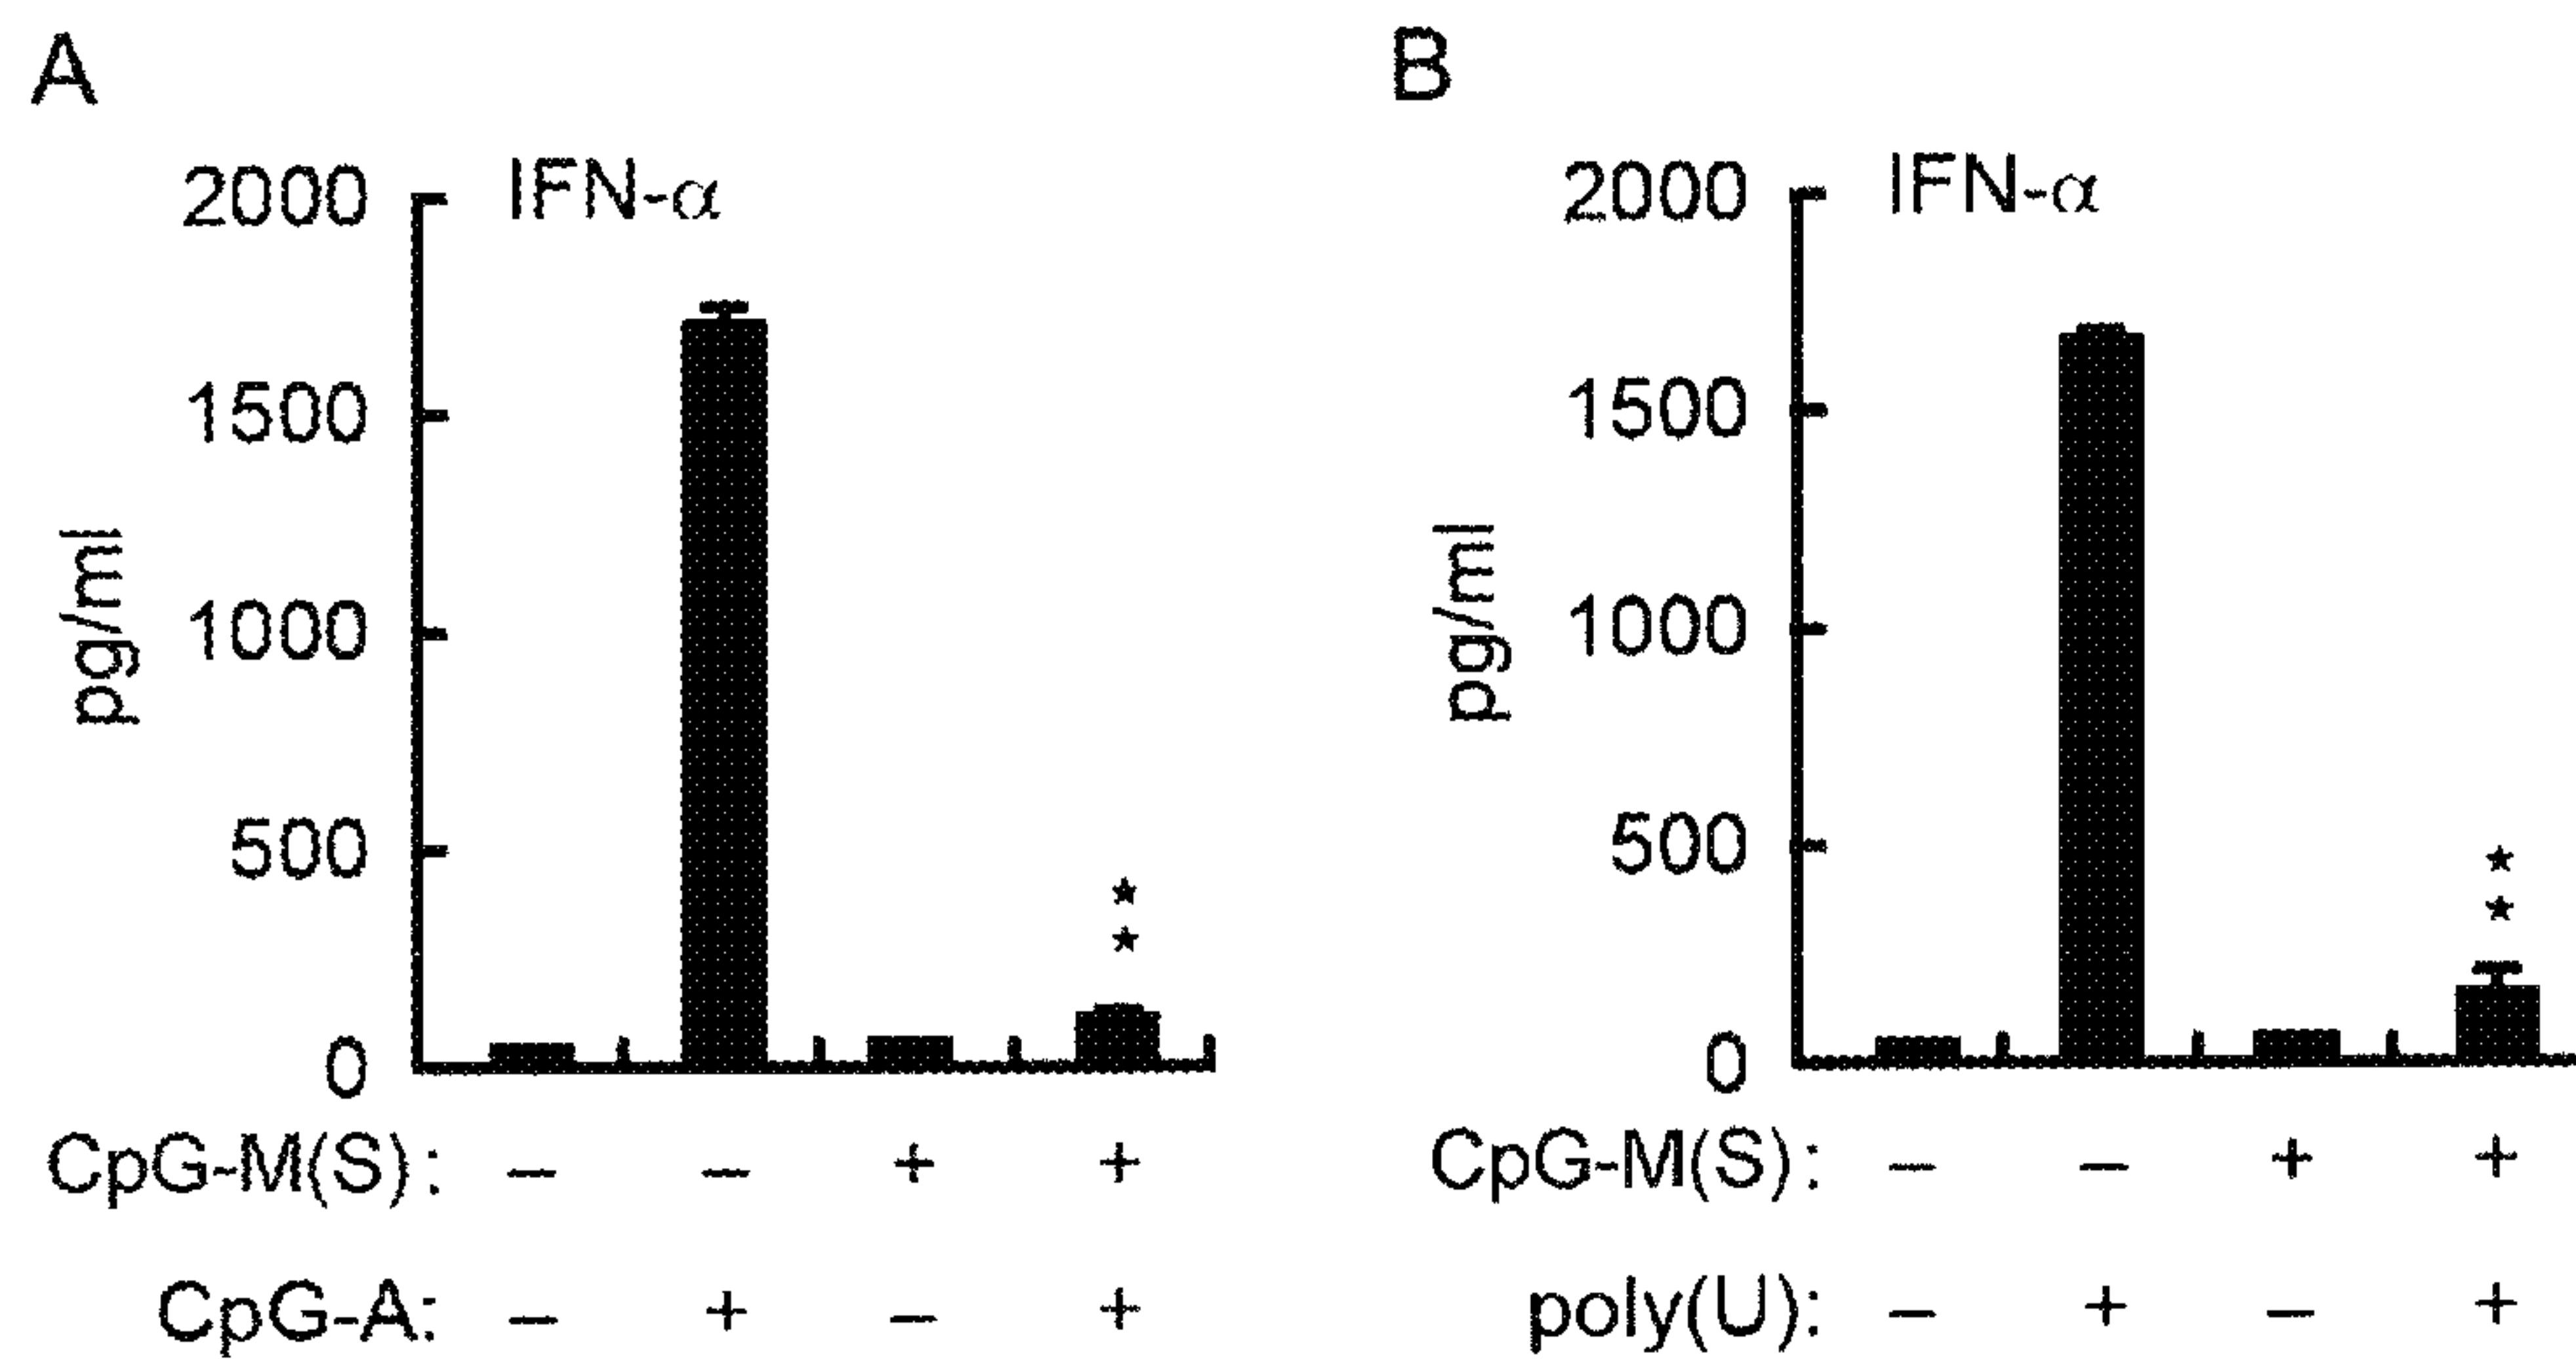 A
IFN-α
2000
1500
1000
500
0
pg/ml
★
★
CpG-M(S): – – + +
CpG-A: – + – +
B
IFN-α
2000
1500
1000
500
0
pg/ml
★
★
CpG-M(S): – – + +
poly(U): – + – +